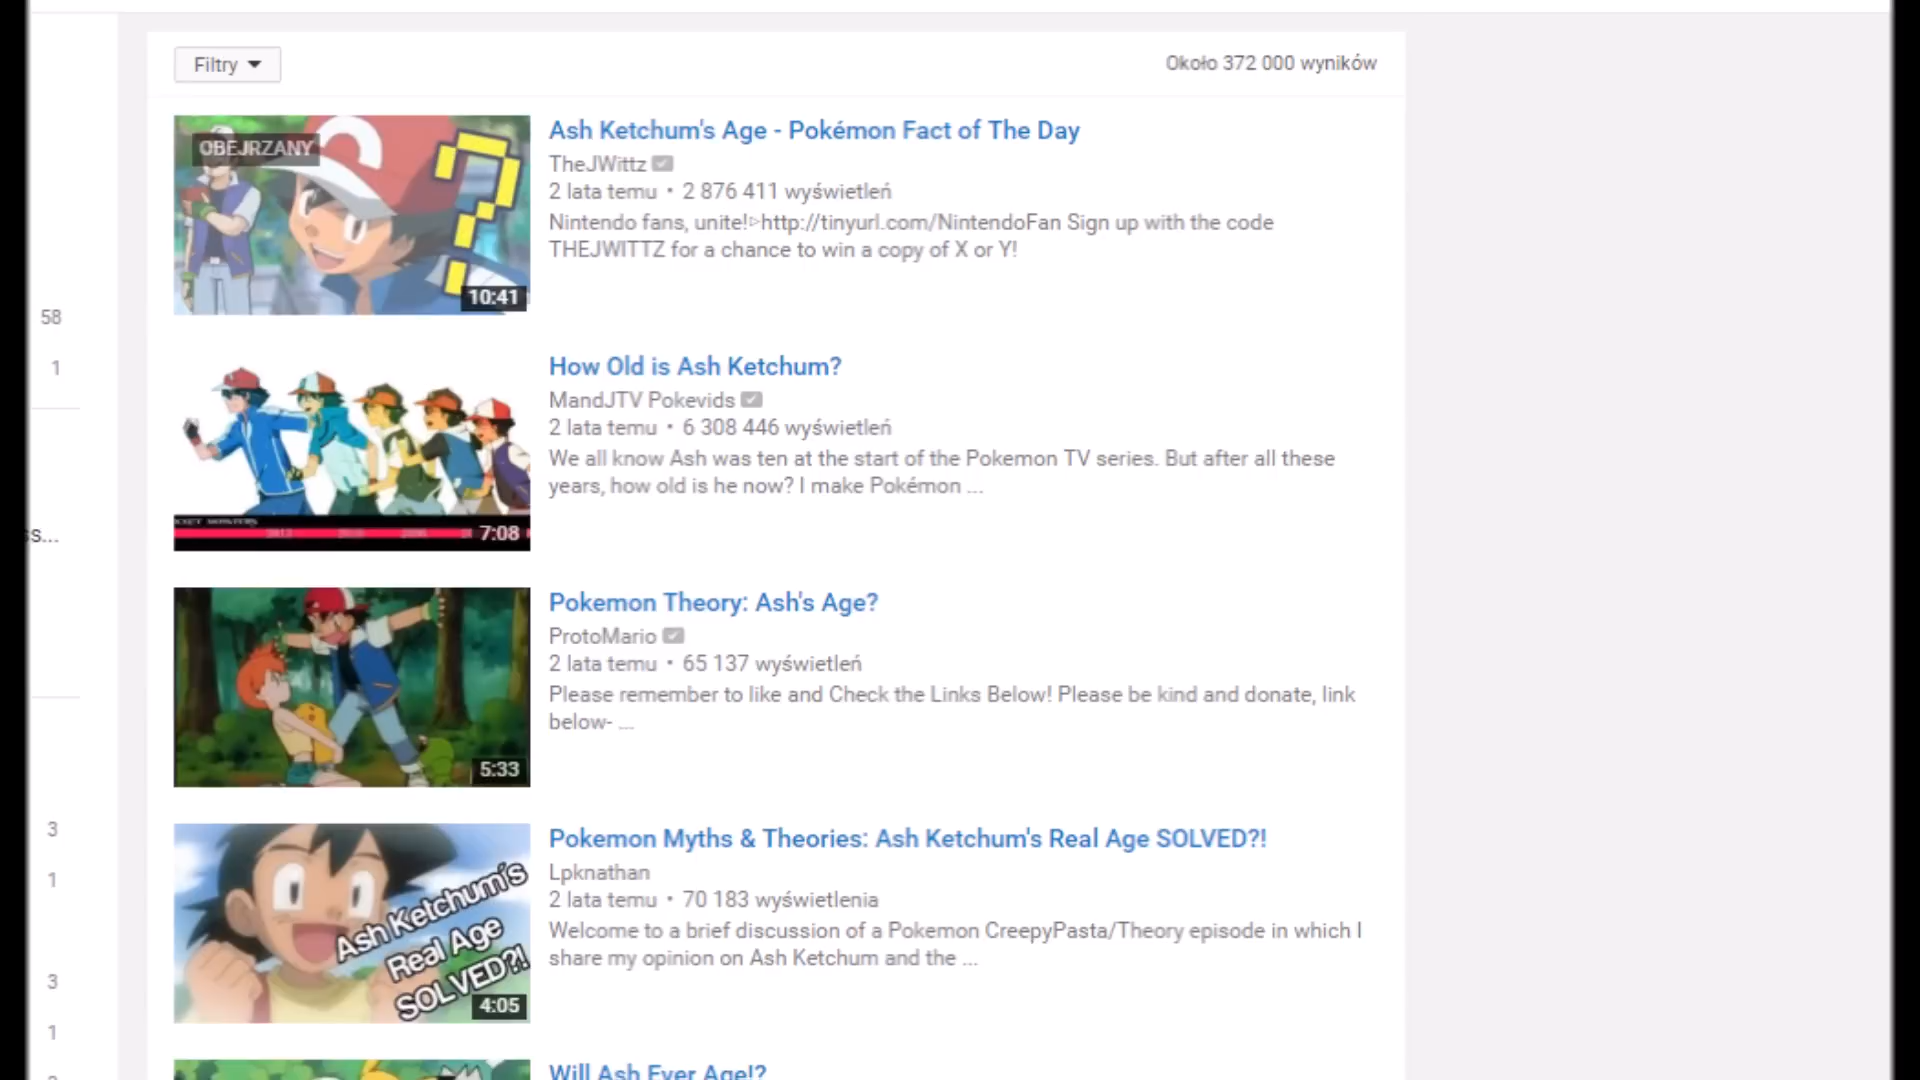 Filtry
Około 372 000 wyników
OBEJRZANY
10:41
Ash Ketchum's Age - Pokémon Fact of The Day
TheJWittz
2 lata temu • 2 876 411 wyświetleń
Nintendo fans, unite!▷http://tinyurl.com/NintendoFan Sign up with the code
THEJWITTZ for a chance to win a copy of X or Y!
58
1
7:08
How Old is Ash Ketchum?
MandJTV Pokevids
2 lata temu • 6 308 446 wyświetleń
We all know Ash was ten at the start of the Pokemon TV series. But after all these
years, how old is he now? I make Pokémon ...
s...
5:33
Pokemon Theory: Ash's Age?
ProtoMario
2 lata temu • 65 137 wyświetleń
Please remember to like and Check the Links Below! Please be kind and donate, link
below- ...
3
1
3
1
Ash Ketchum's
Real Age
SOLVED?!
4:05
Pokemon Myths & Theories: Ash Ketchum's Real Age SOLVED?!
Lpknathan
2 lata temu • 70 183 wyświetlenia
Welcome to a brief discussion of a Pokemon CreepyPasta/Theory episode in which I
share my opinion on Ash Ketchum and the ...
Will Ash Ever Age!?